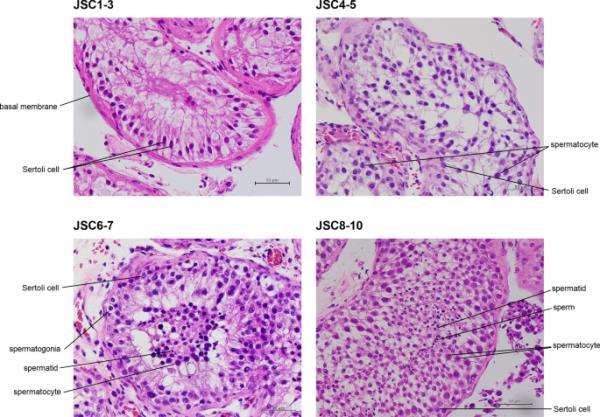 JSC1-3
JSC4-5
basal membrane
Sertoli cell
spermatocyte
Sertoli cell
JSC6-7
JSC8-10
Sertoli cell
spermatogonia
spermatid
spermatocyte
spermatid
sperm
spermatocyte
Sertoli cell